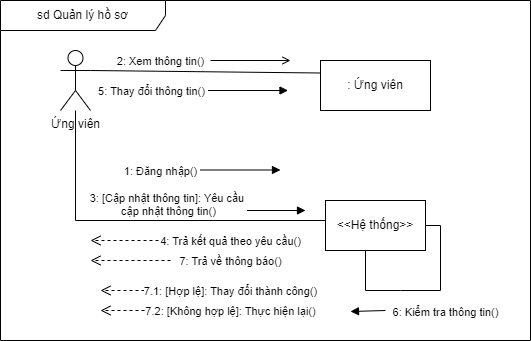 sd Quản lý hồ sơ
2: Xem thông tin()
5: Thay đổi thông tin()
: Ứng viên
Ứng viên
1: Đăng nhập()
3: [Cập nhật thông tin]: Yêu cầu
cập nhật thông tin()
<<Hệ thống>>
4: Trả kết quả theo yêu cầu()
7: Trả về thông báo()
7.1: [Hợp lệ]: Thay đổi thành công()
7.2: [Không hợp lệ]: Thực hiện lại()
6: Kiểm tra thông tin()